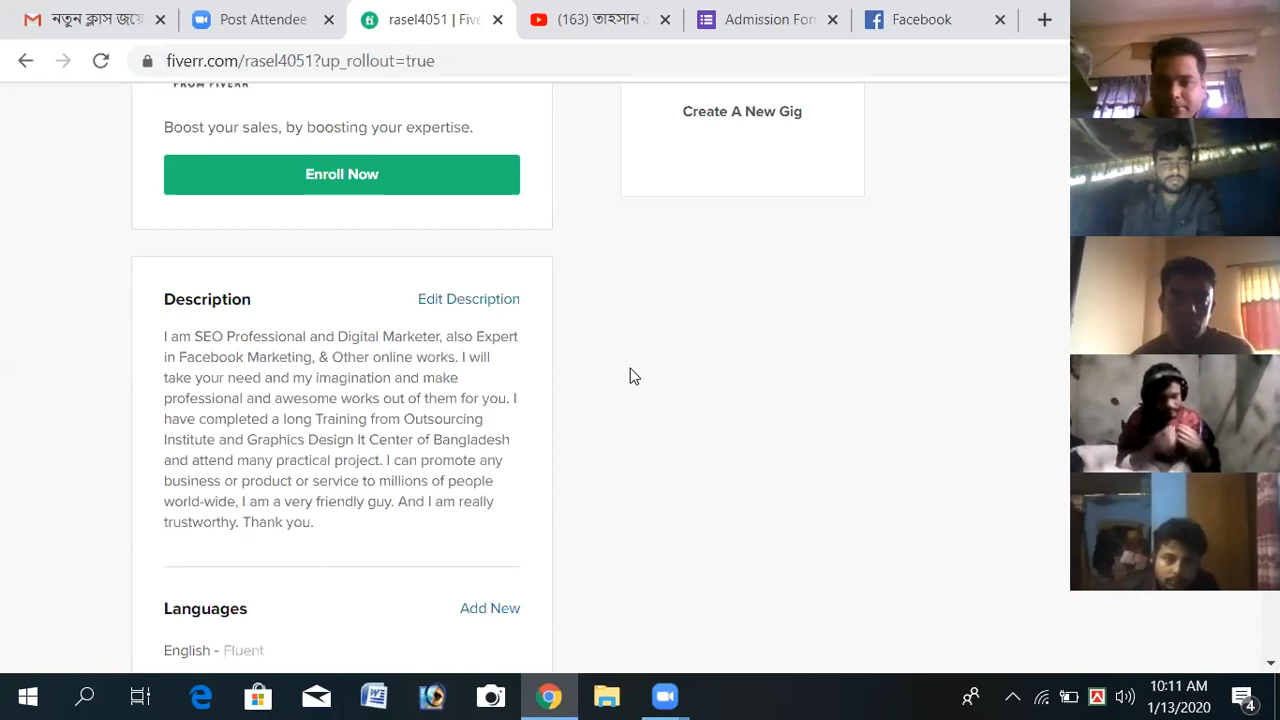 নতুন ক্লাস জয়ে
Post Attendee
rasel4051 | Five
(163) তাহসান
Admission For
Facebook
fiverr.com/rasel4051?up_rollout=true
FROM FIVERR
Boost your sales, by boosting your expertise.
Enroll Now
Create A New Gig
Description
Edit Description
I am SEO Professional and Digital Marketer, also Expert
in Facebook Marketing, & Other online works. I will
take your need and my imagination and make
professional and awesome works out of them for you. I
have completed a long Training from Outsourcing
Institute and Graphics Design It Center of Bangladesh
and attend many practical project. I can promote any
business or product or service to millions of people
world-wide, I am a very friendly guy. And I am really
trustworthy. Thank you.
Languages
Add New
English - Fluent
10:11 AM
1/13/2020
4